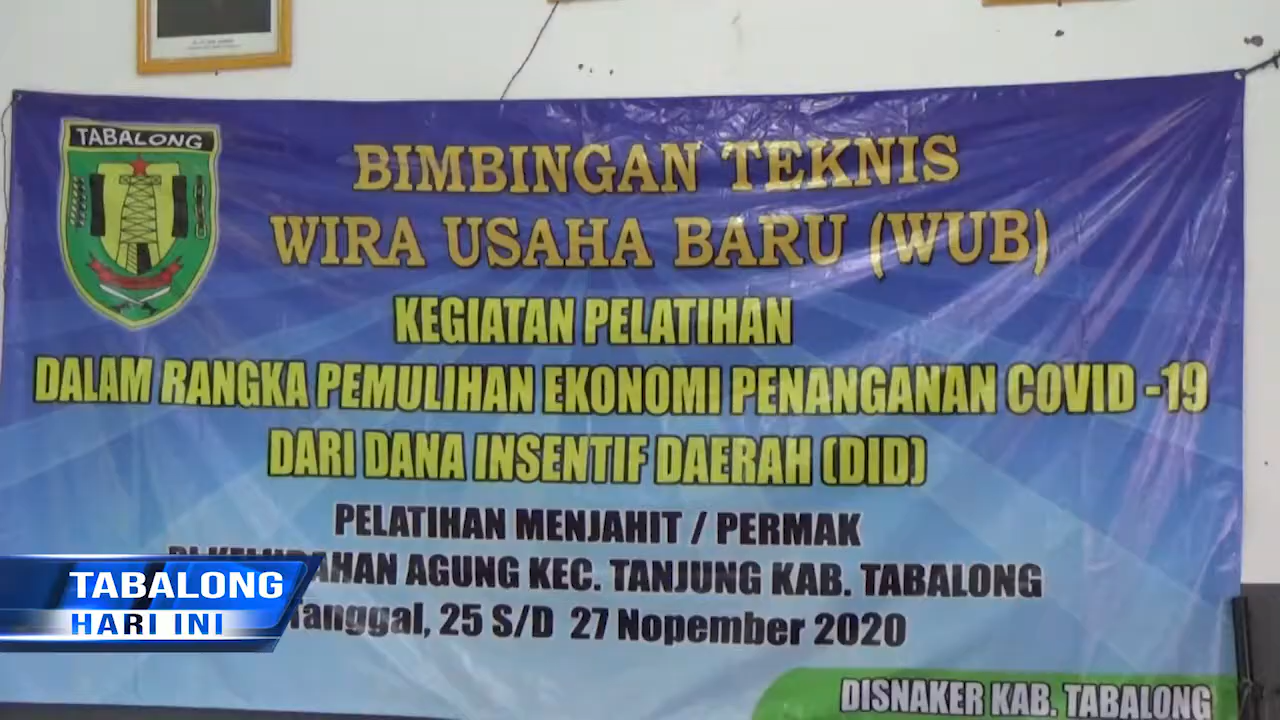 TABALONG
BIMBINGAN TEKNIS
WIRA USAHA BARU (WUB)
KEGIATAN PELATIHAN
DALAM RANGKA PEMULIHAN EKONOMI PENANGANAN COVID -19
DARI DANA INSENTIF DAERAH (DID)
PELATIHAN MENJAHIT / PERMAK
AGUNG KEC. TANJUNG KAB. TABALONG
Tanggal, 25 S/D 27 Nopember 2020
DISNAKER KAB. TABALONG
TABALONG
HARI INI